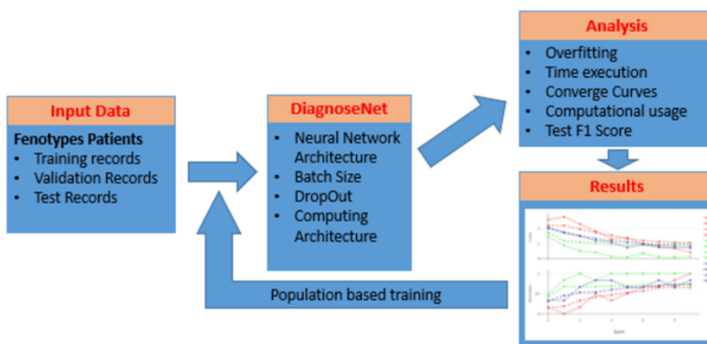 Input Data
Fenotypes Patients
• Training records
• Validation Records
• Test Records
DiagnoseNet
• Neural Network
Architecture
• Batch Size
• DropOut
• Computing
Architecture
Analysis
• Overfitting
• Time execution
• Converge Curves
• Computational usage
• Test F1 Score
Results
Population based training